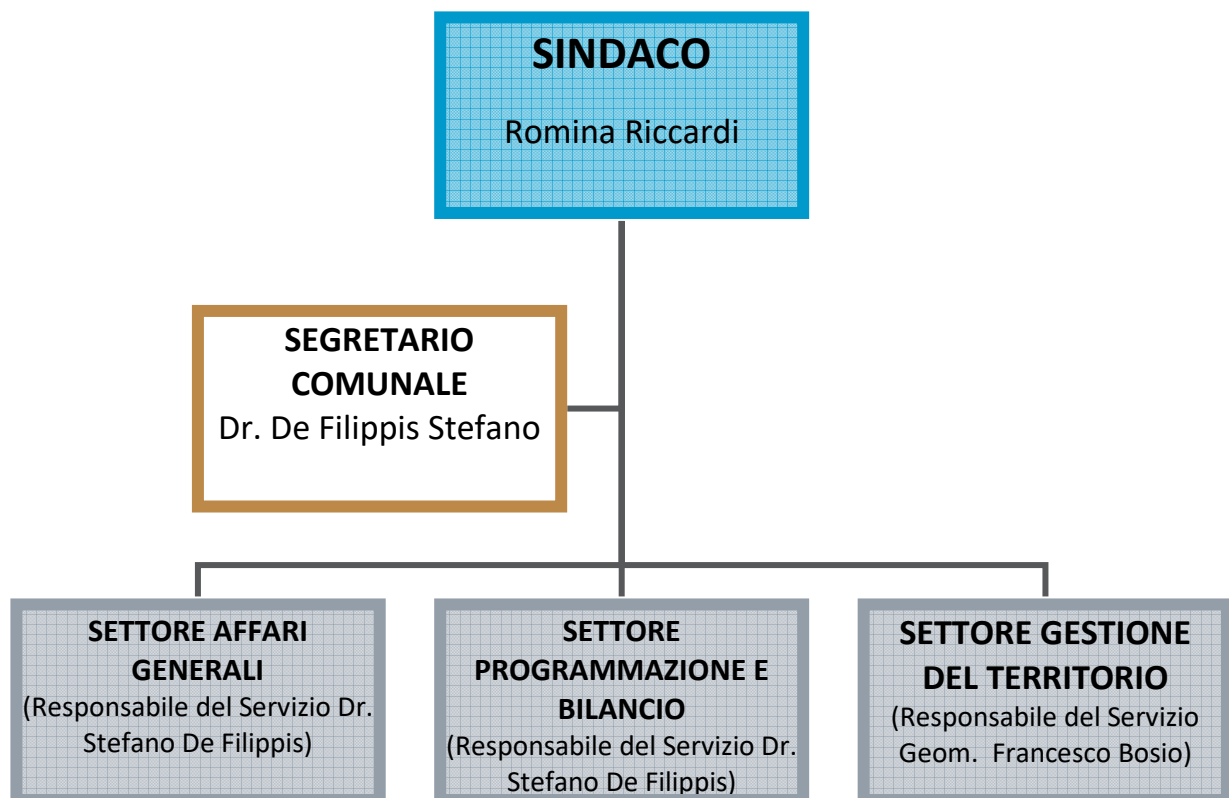 SINDACO
Romina Riccardi
SEGRETARIO
COMUNALE
Dr. De Filippis Stefano
SETTORE AFFARI
GENERALI
(Responsabile del Servizio Dr.
Stefano De Filippis)
SETTORE
PROGRAMMAZIONE E
BILANCIO
(Responsabile del Servizio Dr.
Stefano De Filippis)
SETTORE GESTIONE
DEL TERRITORIO
(Responsabile del Servizio
Geom.  Francesco Bosio)